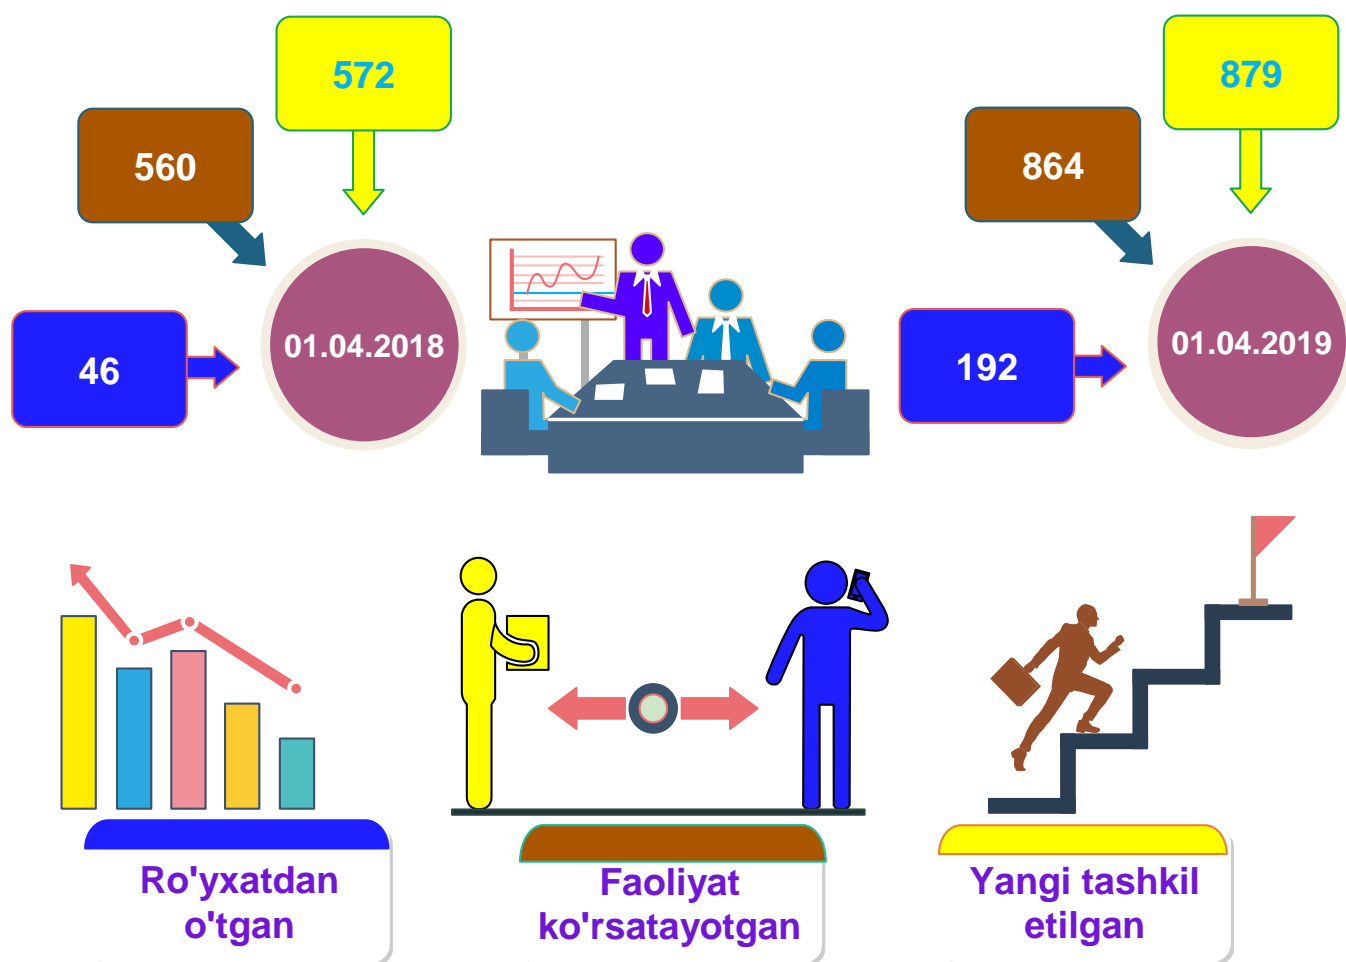 572
879
560
864
01.04.2018
01.04.2019
46
192
Ro'yxatdan
o'tgan
Faoliyat
ko'rsatayotgan
Yangi tashkil
etilgan